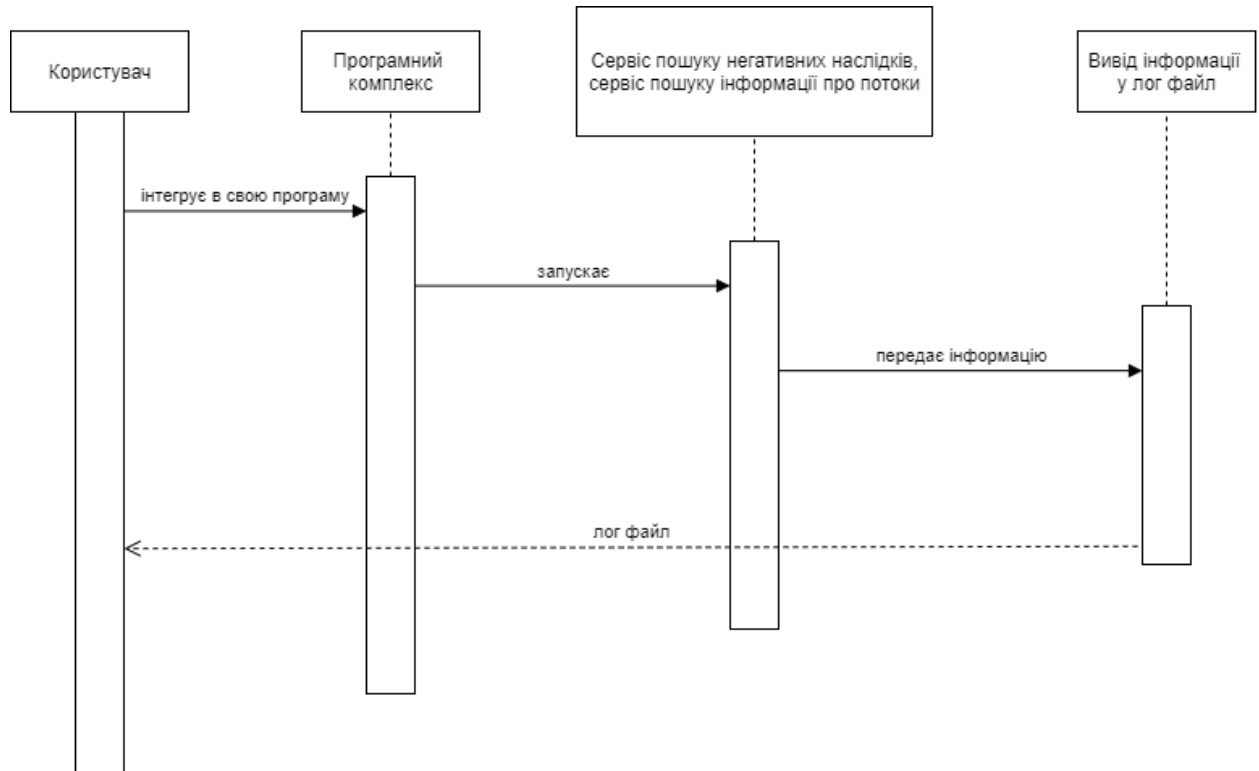 Користувач
Програмний
комплекс
Сервіс пошуку негативних наслідків,
сервіс пошуку інформації про потоки
Вивід інформації
у лог файл
інтегрує в свою програму
запускає
передає інформацію
лог файл